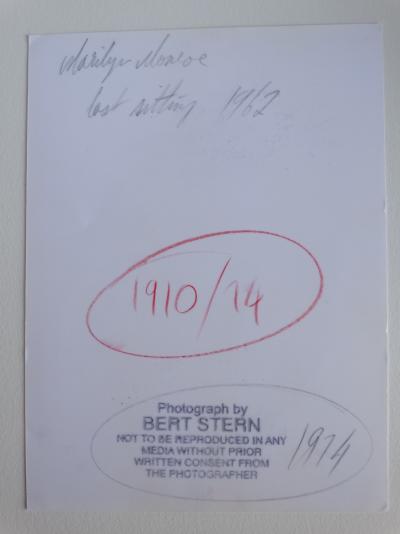 Marilyn Monroe
last sitting 1962
1910/14
Photograph by
BERT STERN
NOT TO BE REPRODUCED IN ANY
MEDIA WITHOUT PRIOR
WRITTEN CONSENT FROM
THE PHOTOGRAPHER
1974